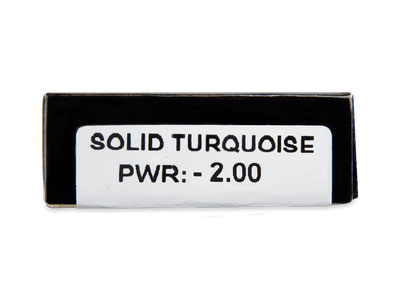 SOLID TURQUOISE
PWR: - 2.00